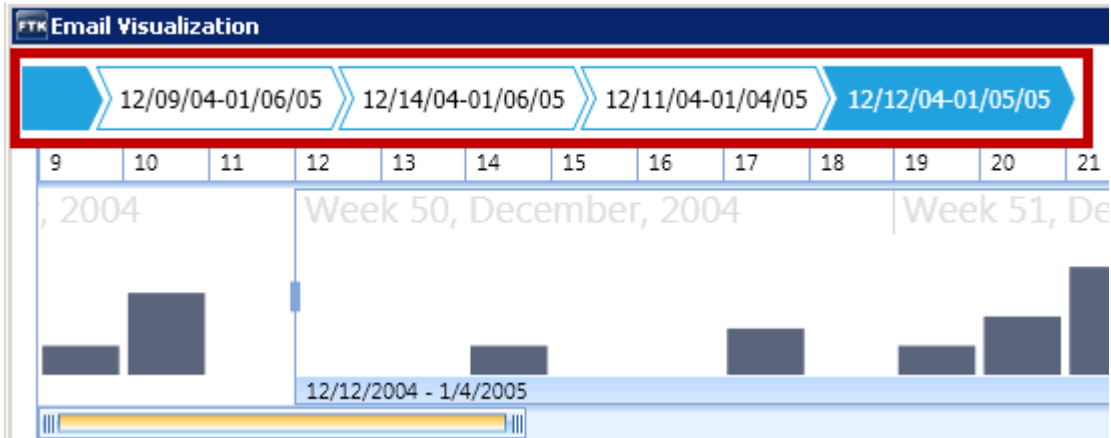 FTK Email Visualization
12/09/04-01/06/05 12/14/04-01/06/05 12/11/04-01/04/05 12/12/04-01/05/05
9 10 11 12 13 14 15 16 17 18 19 20 21
, 2004 Week 50, December, 2004 Week 51, De
12/12/2004 - 1/4/2005